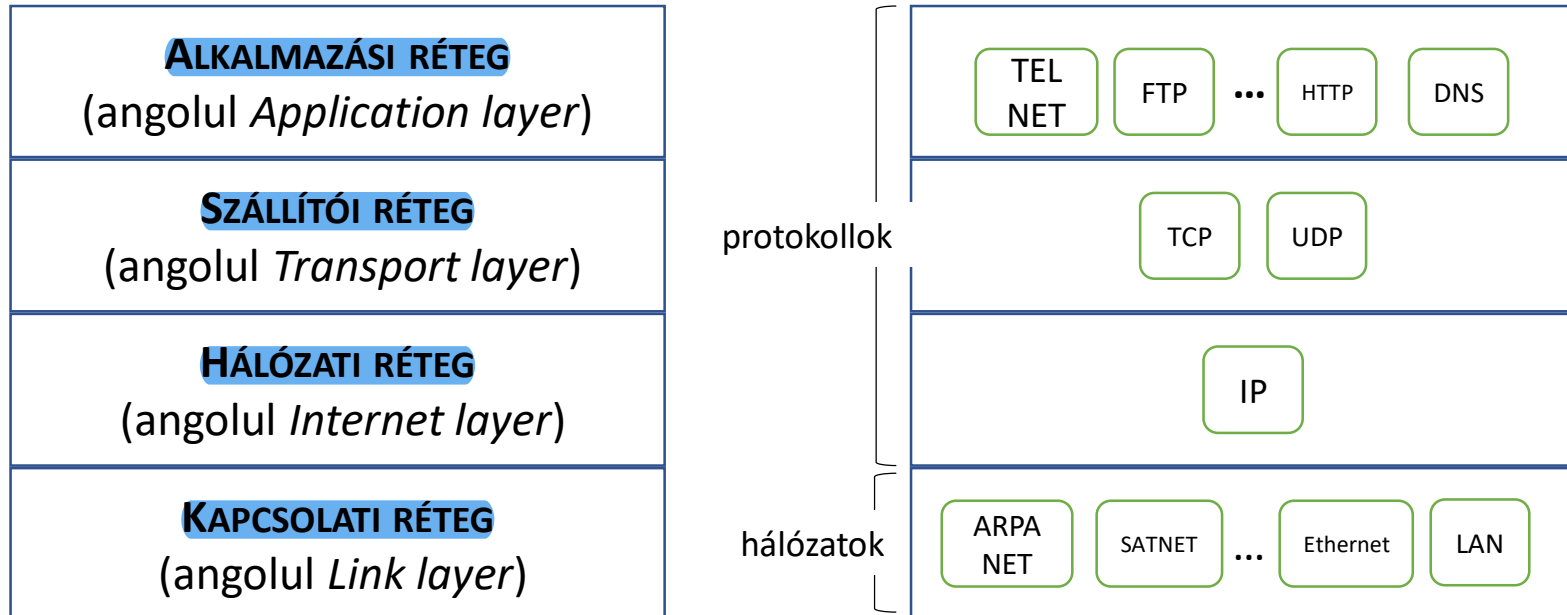 ALKALMAZÁSI RÉTEG
(angolul Application layer)
SZÁLLÍTÓI RÉTEG
(angolul Transport layer)
HÁLÓZATI RÉTEG
(angolul Internet layer)
KAPCSOLATI RÉTEG
(angolul Link layer)
protokollok
hálózatok
TEL
NET
FTP
...
HTTP
DNS
TCP
UDP
IP
ARPA
NET
SATNET
...
Ethernet
LAN